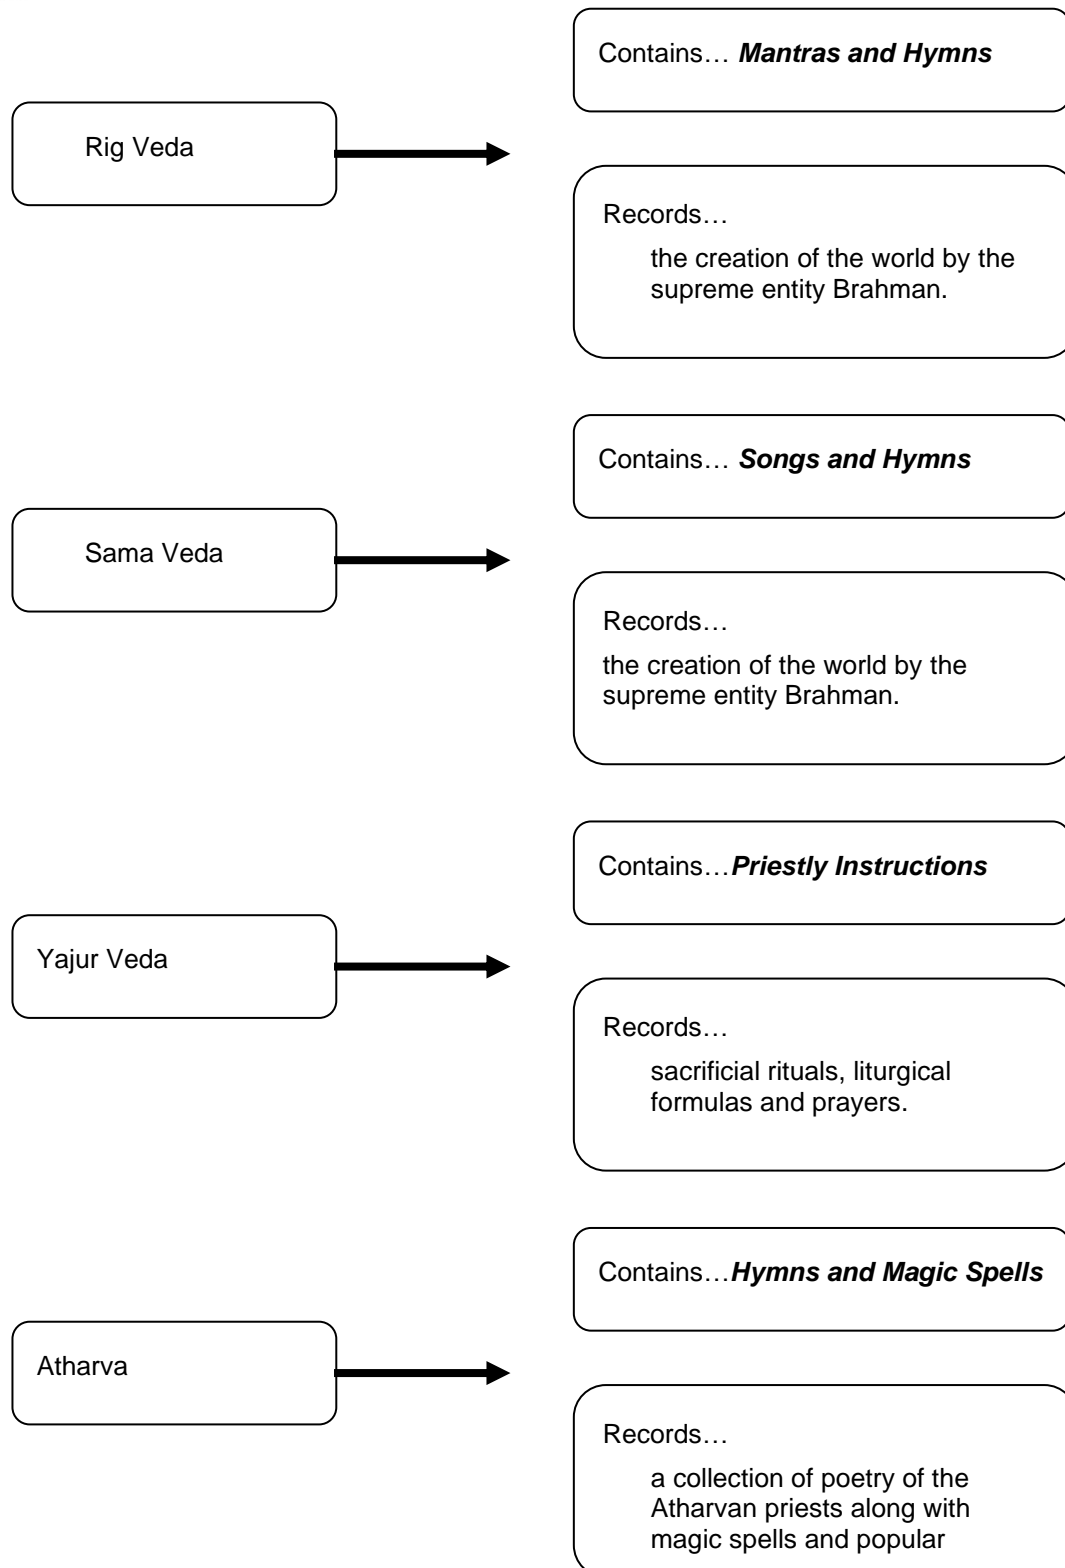 Contains… Mantras and Hymns
Rig Veda
Records…
the creation of the world by the
supreme entity Brahman.
Contains… Songs and Hymns
Sama Veda
Records…
the creation of the world by the
supreme entity Brahman.
Contains…Priestly Instructions
Yajur Veda
Records…
sacrificial rituals, liturgical
formulas and prayers.
Contains…Hymns and Magic Spells
Atharva
Records…
a collection of poetry of the
Atharvan priests along with
magic spells and popular